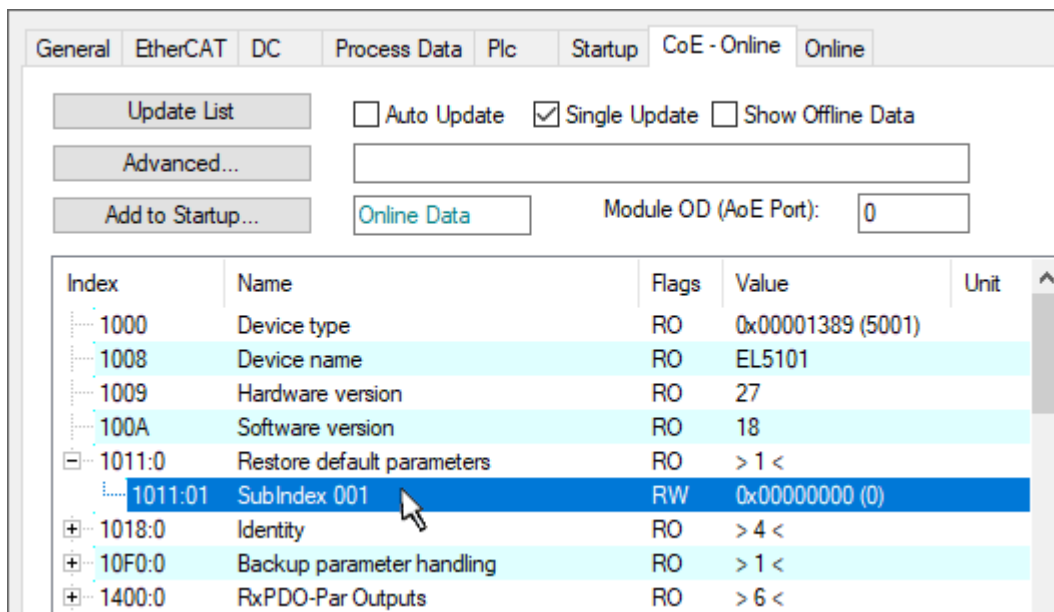 General EtherCAT DC Process Data Plc Startup CoE - Online Online
Update List Auto Update Single Update Show Offline Data
Advanced...
Add to Startup... Online Data Module OD (AoE Port): 0
Index Name Flags Value Unit
1000 Device type RO 0x00001389 (5001)
1008 Device name RO EL5101
1009 Hardware version RO 27
100A Software version RO 18
1011:0 Restore default parameters RO > 1 <
1011:01 SubIndex 001 RW 0x00000000 (0)
1018:0 Identity RO > 4 <
10F0:0 Backup parameter handling RO > 1 <
1400:0 RxPDO-Par Outputs RO > 6 <